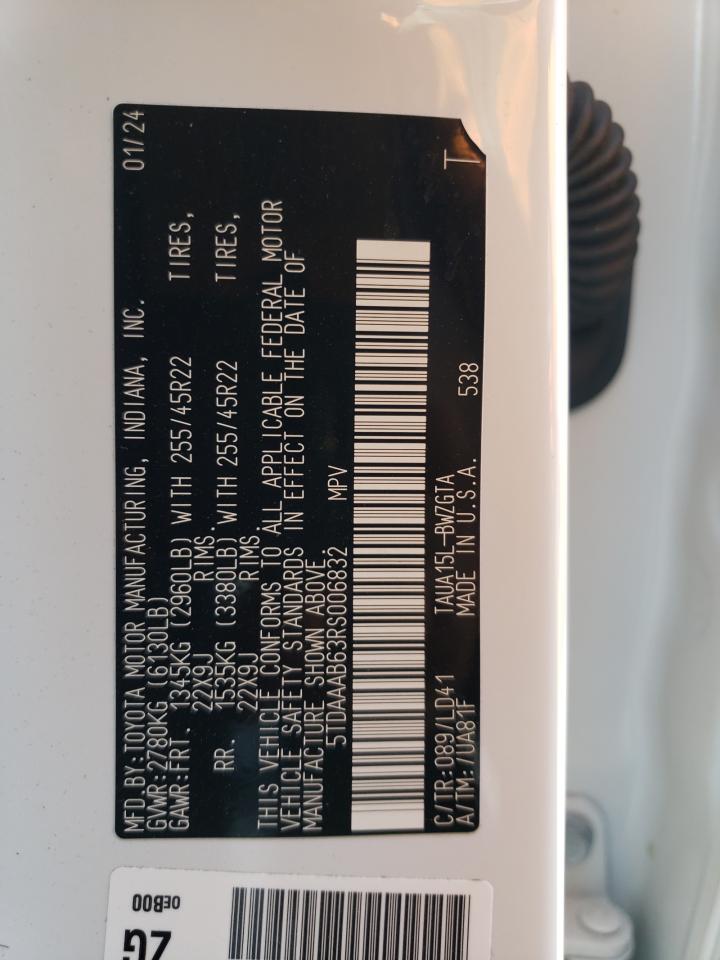 MFD.BY:TOYOTA MOTOR MANUFACTURING, INDIANA, INC. 01/24
GVWR:2780KG (6130LB)
GAWR:FRT. 1345KG (2960LB) WITH 255/45R22 TIRES,
22X9J RIMS.
RR. 1535KG (3380LB) WITH 255/45R22 TIRES,
22X9J RIMS.
THIS VEHICLE CONFORMS TO ALL APPLICABLE FEDERAL MOTOR
VEHICLE SAFETY STANDARDS IN EFFECT ON THE DATE OF
MANUFACTURE SHOWN ABOVE.
5TDAAAB63RS006832 MPV
C/TR:089/LD41 TAUA15L-BWZGTA
A/TM:/UA81F MADE IN U.S.A. 538 T
0EB00
ZG